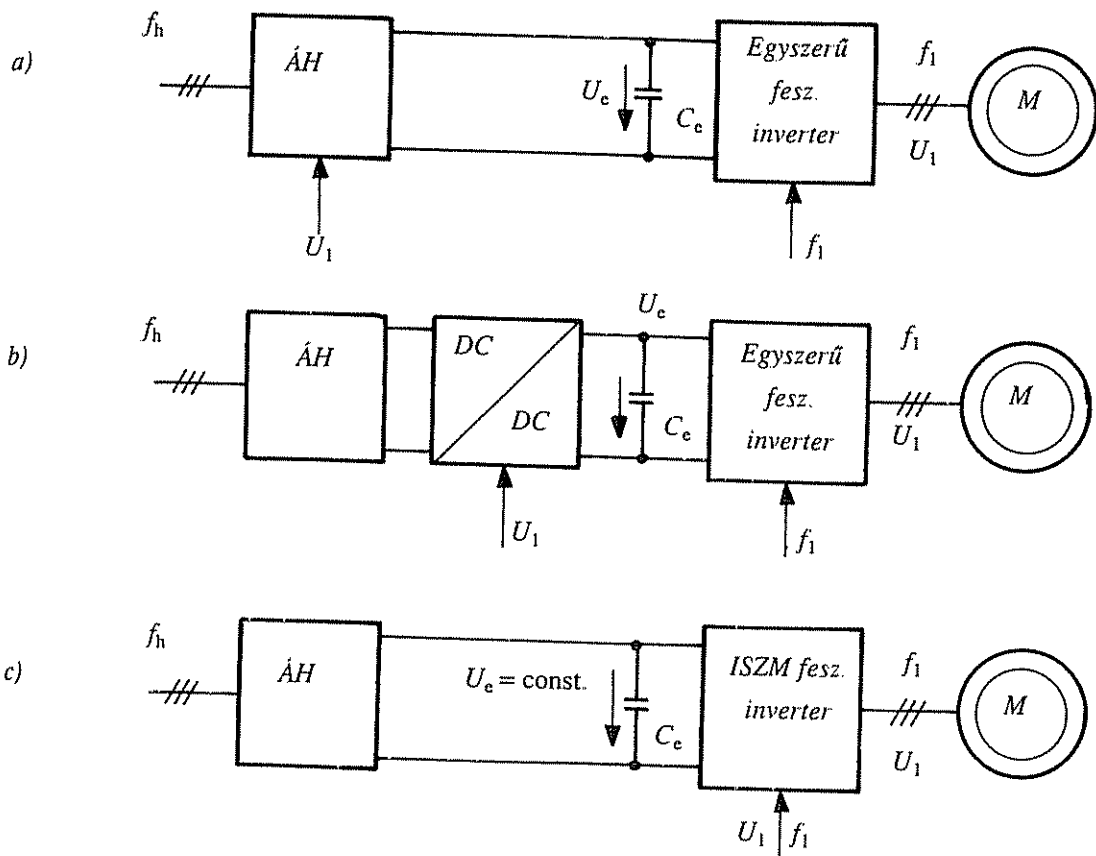 a)
f_h
ÁH
U_1
U_e
C_e
Egyszerű
fesz.
inverter
f_1
f_1
U_1
M
b)
f_h
ÁH
DC
DC
U_1
U_e
C_e
Egyszerű
fesz.
inverter
f_1
f_1
U_1
M
c)
f_h
ÁH
U_e = const.
C_e
ISZM fesz.
inverter
U_1 f_1
f_1
U_1
M